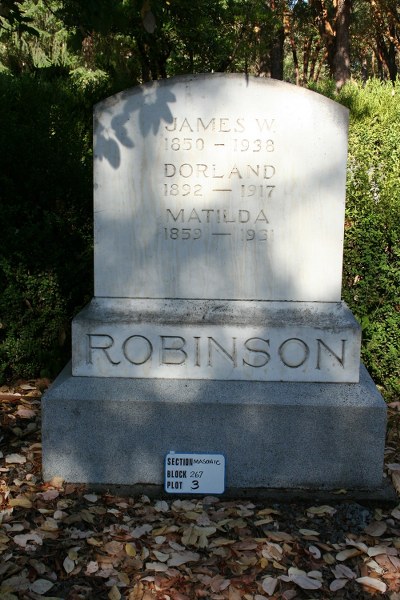 JAMES W.
1850 - 1938
DORLAND
1892 - 1917
MATILDA
1859 - 1931
ROBINSON
SECTION MASONIC
BLOCK 267
PLOT 3